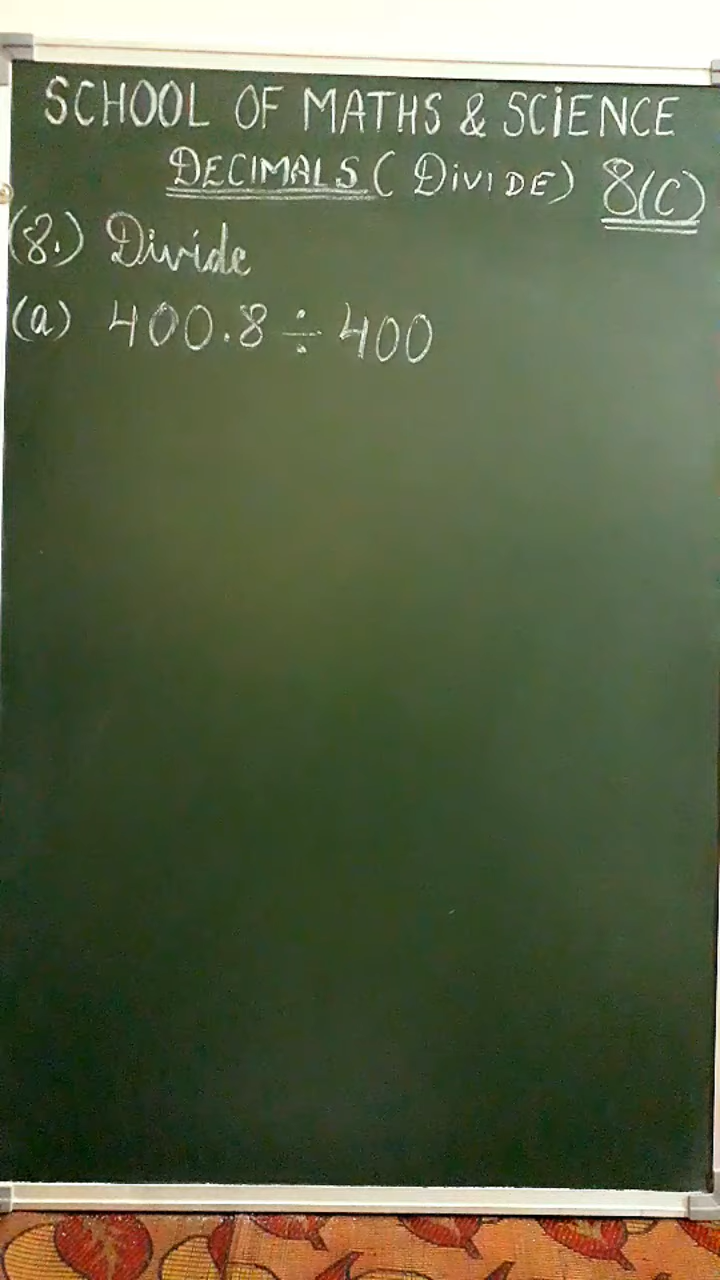 SCHOOL OF MATHS & SCIENCE
DECIMALS (DIVIDE) 8(C)
(8.) Divide
(a) 400.8 ÷ 400